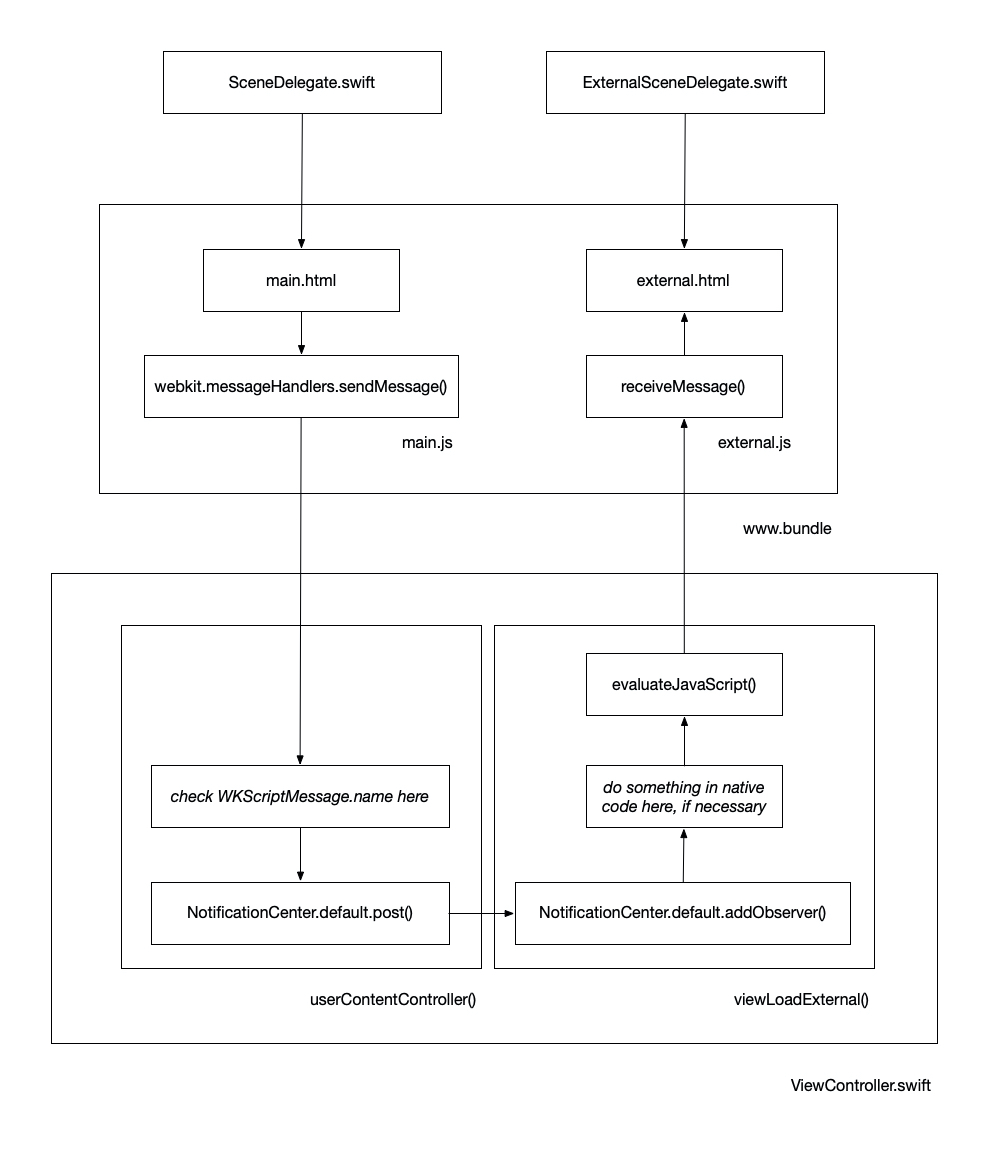 SceneDelegate.swift
ExternalSceneDelegate.swift
main.html
external.html
webkit.messageHandlers.sendMessage()
receiveMessage()
main.js
external.js
www.bundle
evaluateJavaScript()
check WKScriptMessage.name here
do something in native
code here, if necessary
NotificationCenter.default.post()
NotificationCenter.default.addObserver()
userContentController()
viewLoadExternal()
ViewController.swift